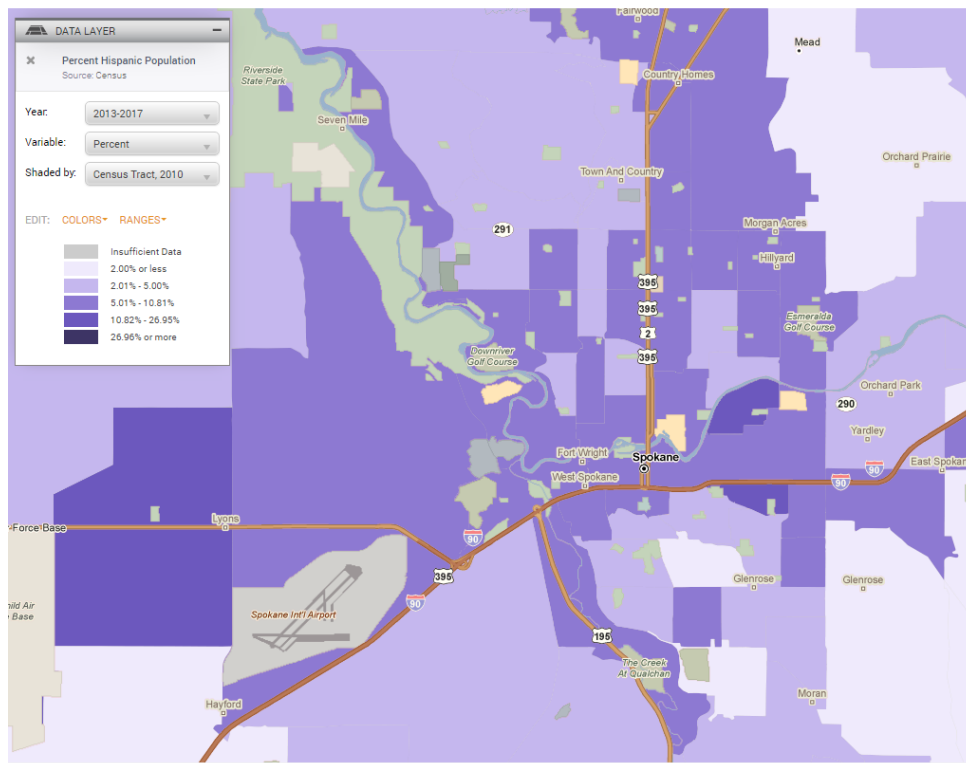 DATA LAYER
Percent Hispanic Population
Source: Census
Year:
2013-2017
Variable:
Percent
Shaded by:
Census Tract, 2010
EDIT:
COLORS
RANGES
Insufficient Data
2.00% or less
2.01% - 5.00%
5.01% - 10.81%
10.82% - 26.95%
26.96% or more
Fairwood
Mead
Riverside
State Park
Country Homes
Seven Mile
Orchard Prairie
Town And Country
291
Morgan Acres
Hillyard
395
395
2
395
Esmeralda
Golf Course
Downriver
Golf Course
Orchard Park
290
Yardley
Fort Wright
Spokane
East Spokan
90
90
West Spokane
Lyons
-Force Base
90
395
Glenrose
Glenrose
90
hild Air
Base
Spokane Int'l Airport
195
The Creek
At Qualchan
Moran
Hayford